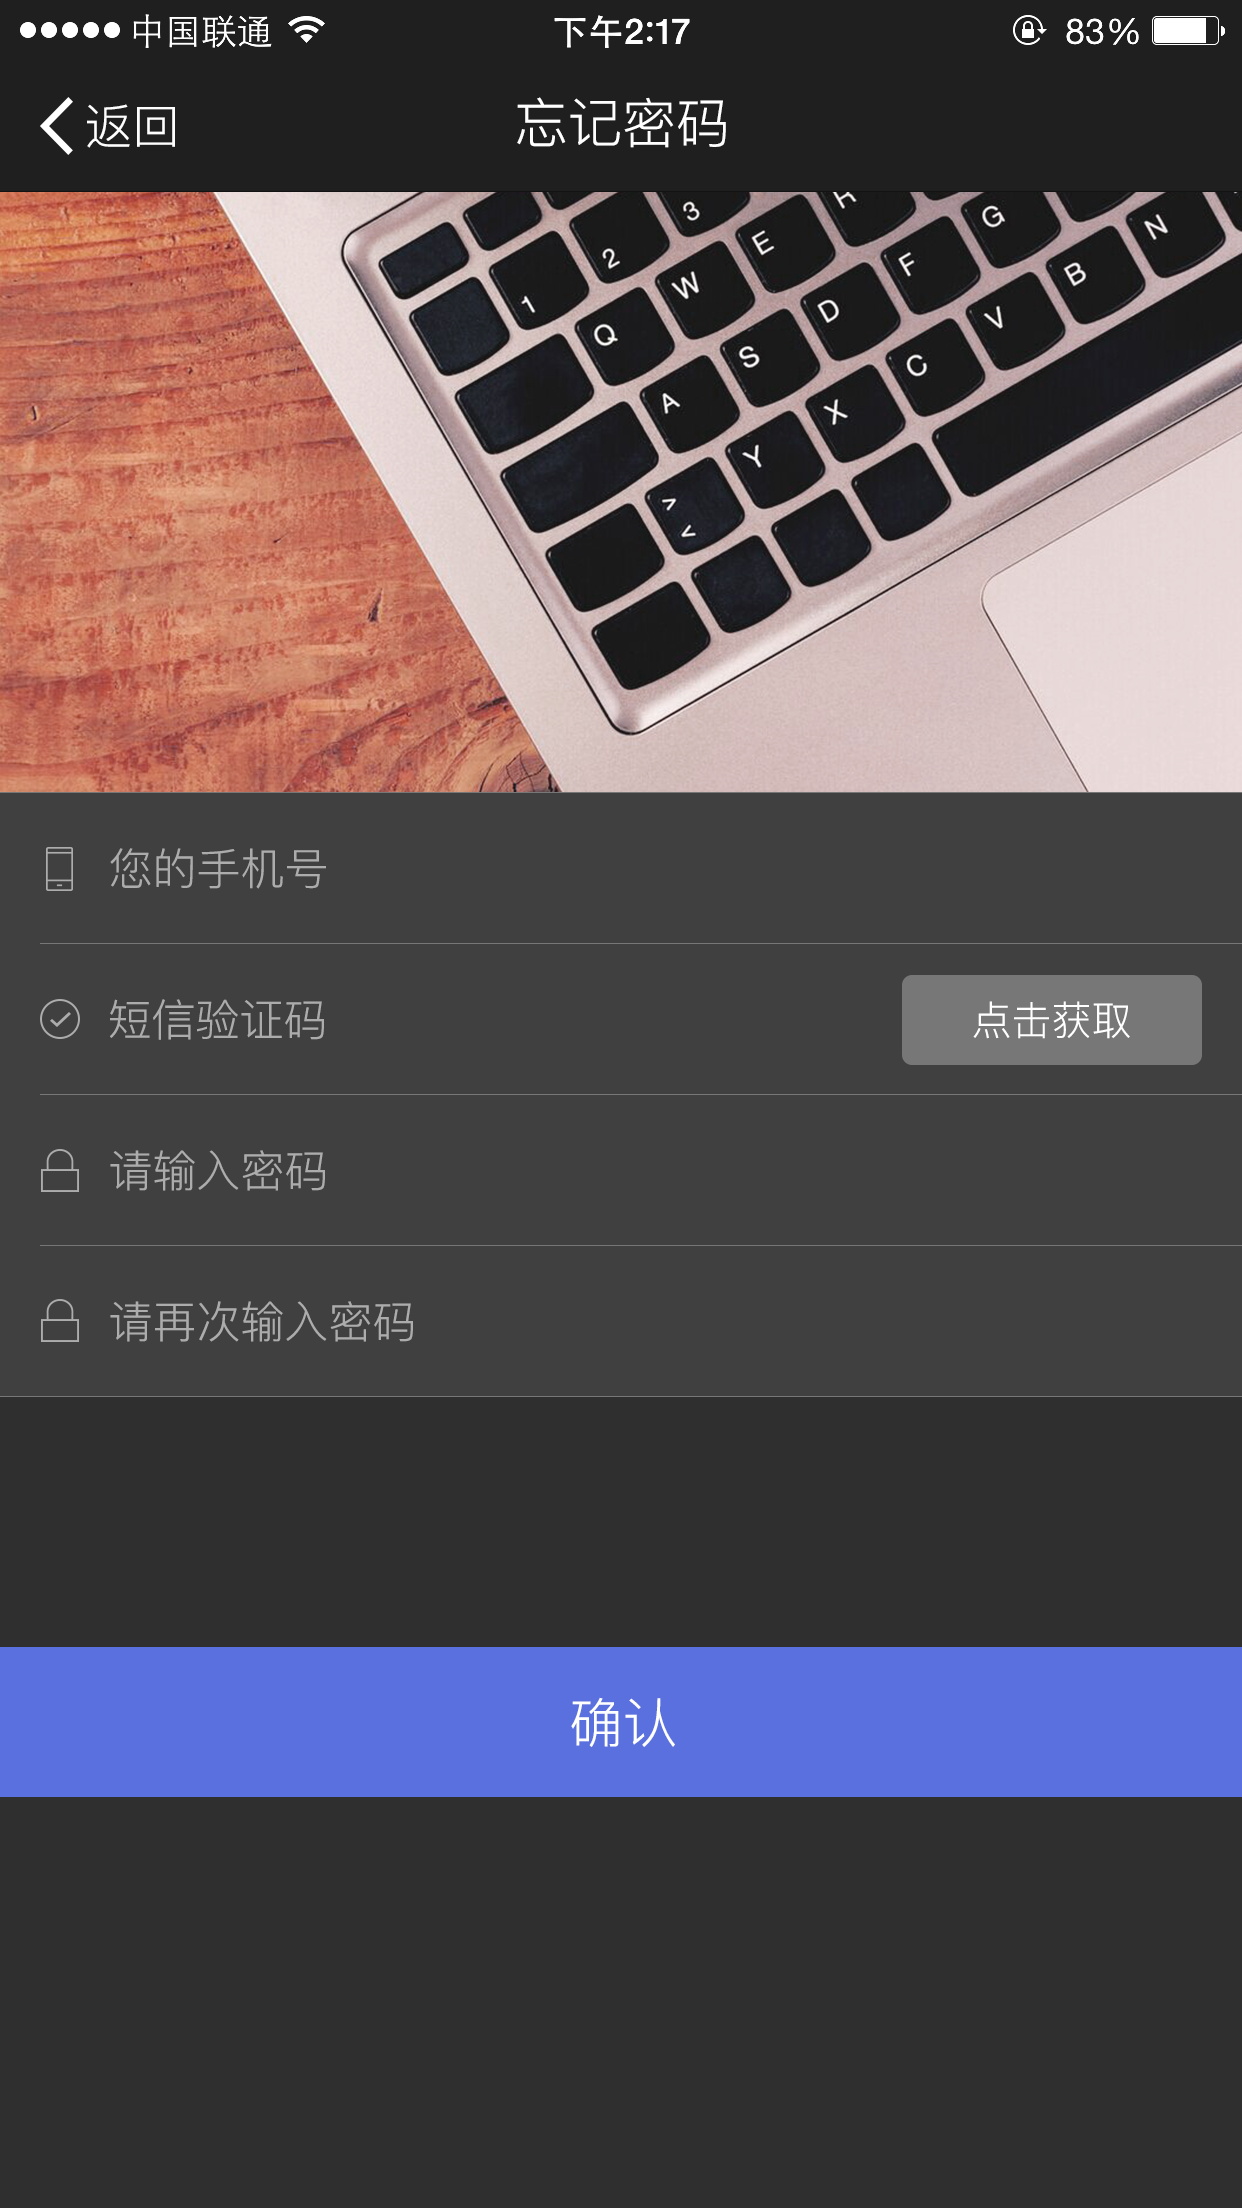 中国联通 下午2:17 83%
返回 忘记密码
3 R G N
2 E F B
1 W D V
Q S C
A X
Y
> <
您的手机号
短信验证码 点击获取
请输入密码
请再次输入密码
确认